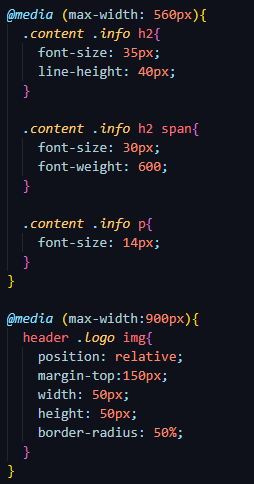 @media (max-width: 560px){
  .content .info h2{
    font-size: 35px;
    line-height: 40px;
  }

  .content .info h2 span{
    font-size: 30px;
    font-weight: 600;
  }

  .content .info p{
    font-size: 14px;
  }
}

@media (max-width:900px){
  header .logo img{
    position: relative;
    margin-top:150px;
    width: 50px;
    height: 50px;
    border-radius: 50%;
  }
}